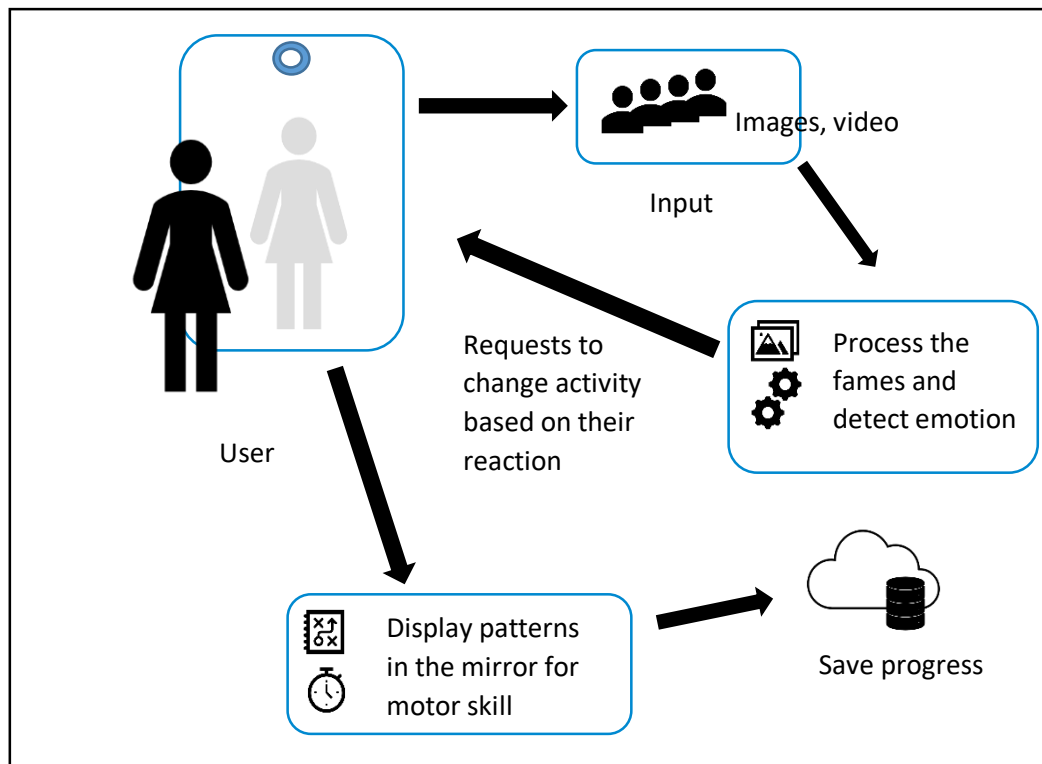 Images, video
Input
Process the
fames and
detect emotion
Requests to
change activity
based on their
reaction
User
Display patterns
in the mirror for
motor skill
Save progress